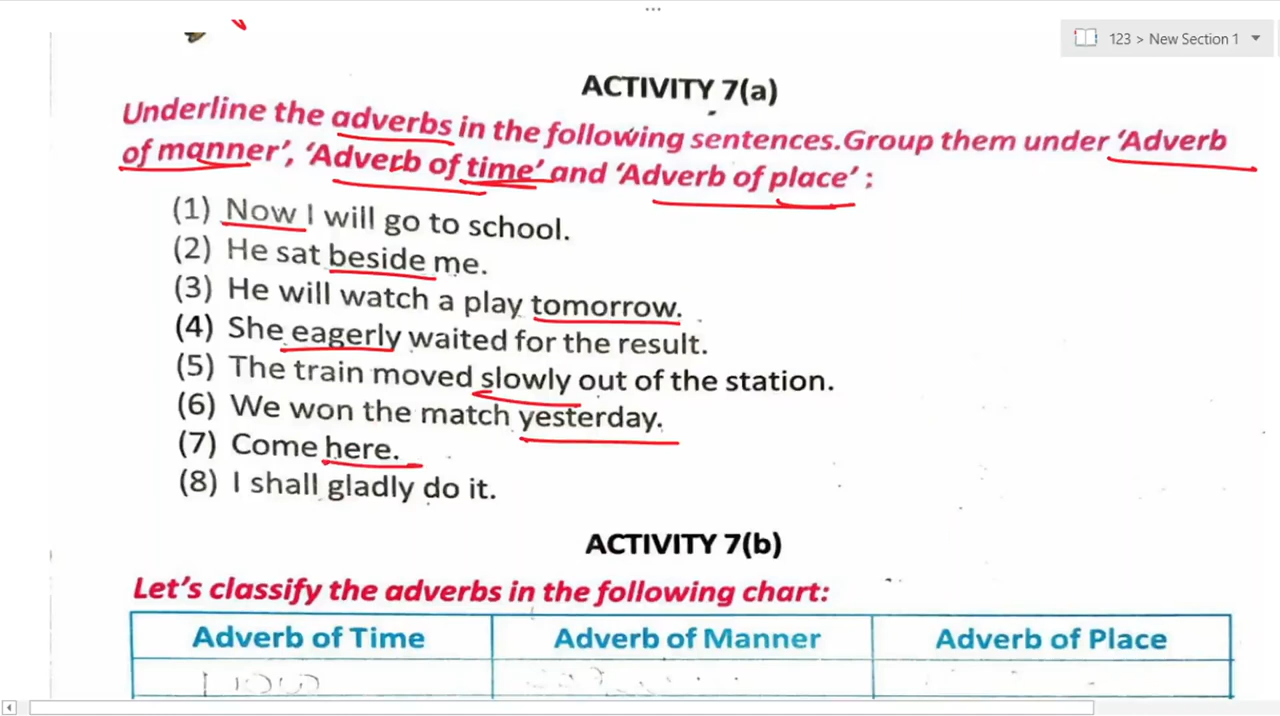 123 > New Section 1
ACTIVITY 7(a)
Underline the adverbs in the following sentences.Group them under 'Adverb
of manner', 'Adverb of time' and 'Adverb of place' :
(1) Now I will go to school.
(2) He sat beside me.
(3) He will watch a play tomorrow.
(4) She eagerly waited for the result.
(5) The train moved slowly out of the station.
(6) We won the match yesterday.
(7) Come here.
(8) I shall gladly do it.
ACTIVITY 7(b)
Let's classify the adverbs in the following chart:
Adverb of Time Adverb of Manner Adverb of Place